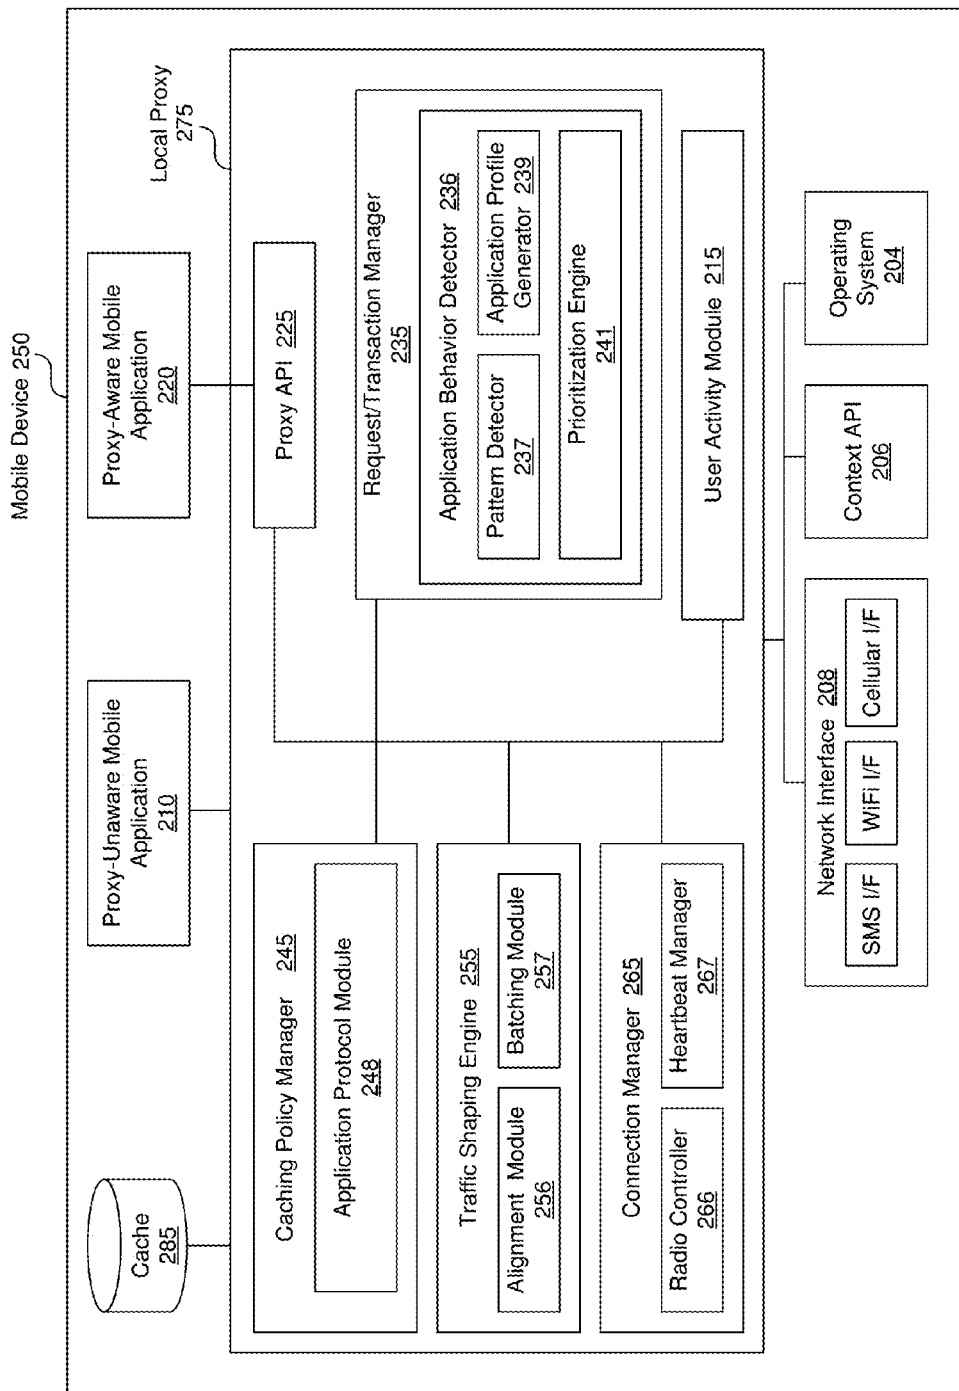 Mobile Device 250
Cache
285
Proxy-Unaware Mobile
Application
210
Proxy-Aware Mobile
Application
220
Local Proxy
275
Caching Policy Manager 245
Application Protocol Module
248
Traffic Shaping Engine 255
Alignment Module
256
Batching Module
257
Connection Manager 265
Radio Controller
266
Heartbeat Manager
267
Proxy API 225
Request/Transaction Manager
235
Application Behavior Detector 236
Pattern Detector
237
Application Profile
Generator 239
Prioritization Engine
241
User Activity Module 215
Network Interface 208
SMS I/F
WiFi I/F
Cellular I/F
Context API
206
Operating
System
204